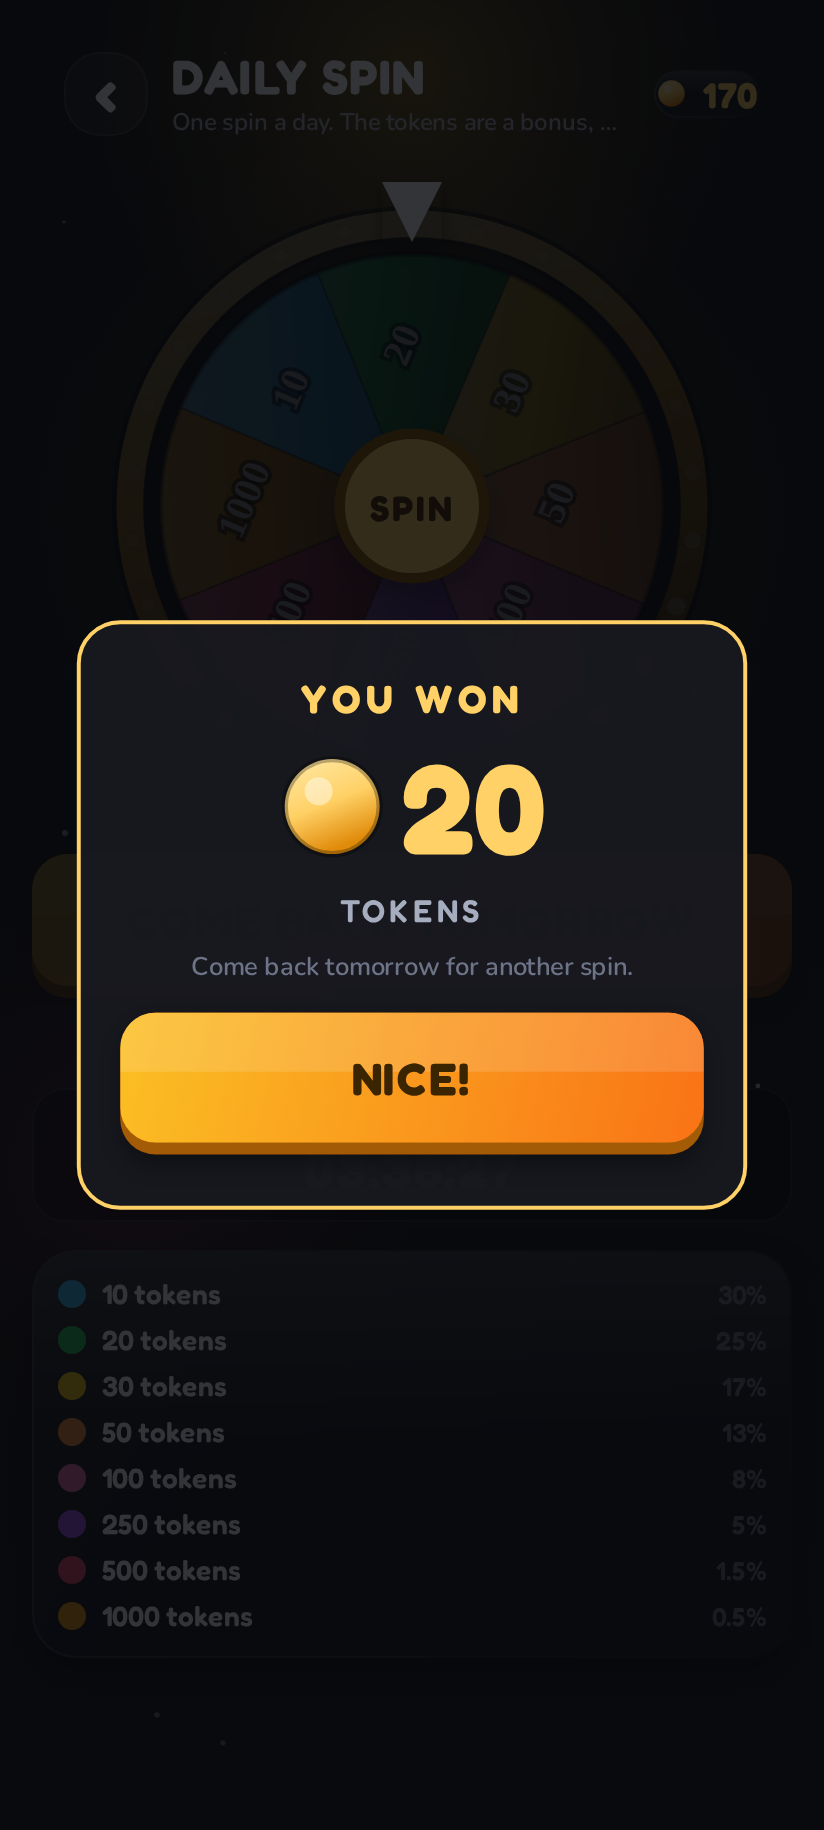 DAILY SPIN
One spin a day. The tokens are a bonus, ...
170
20
10
30
1000
50
SPIN
YOU WON
20
TOKENS
Come back tomorrow for another spin.
NICE!
10 tokens 30%
20 tokens 25%
30 tokens 17%
50 tokens 13%
100 tokens 8%
250 tokens 5%
500 tokens 1.5%
1000 tokens 0.5%